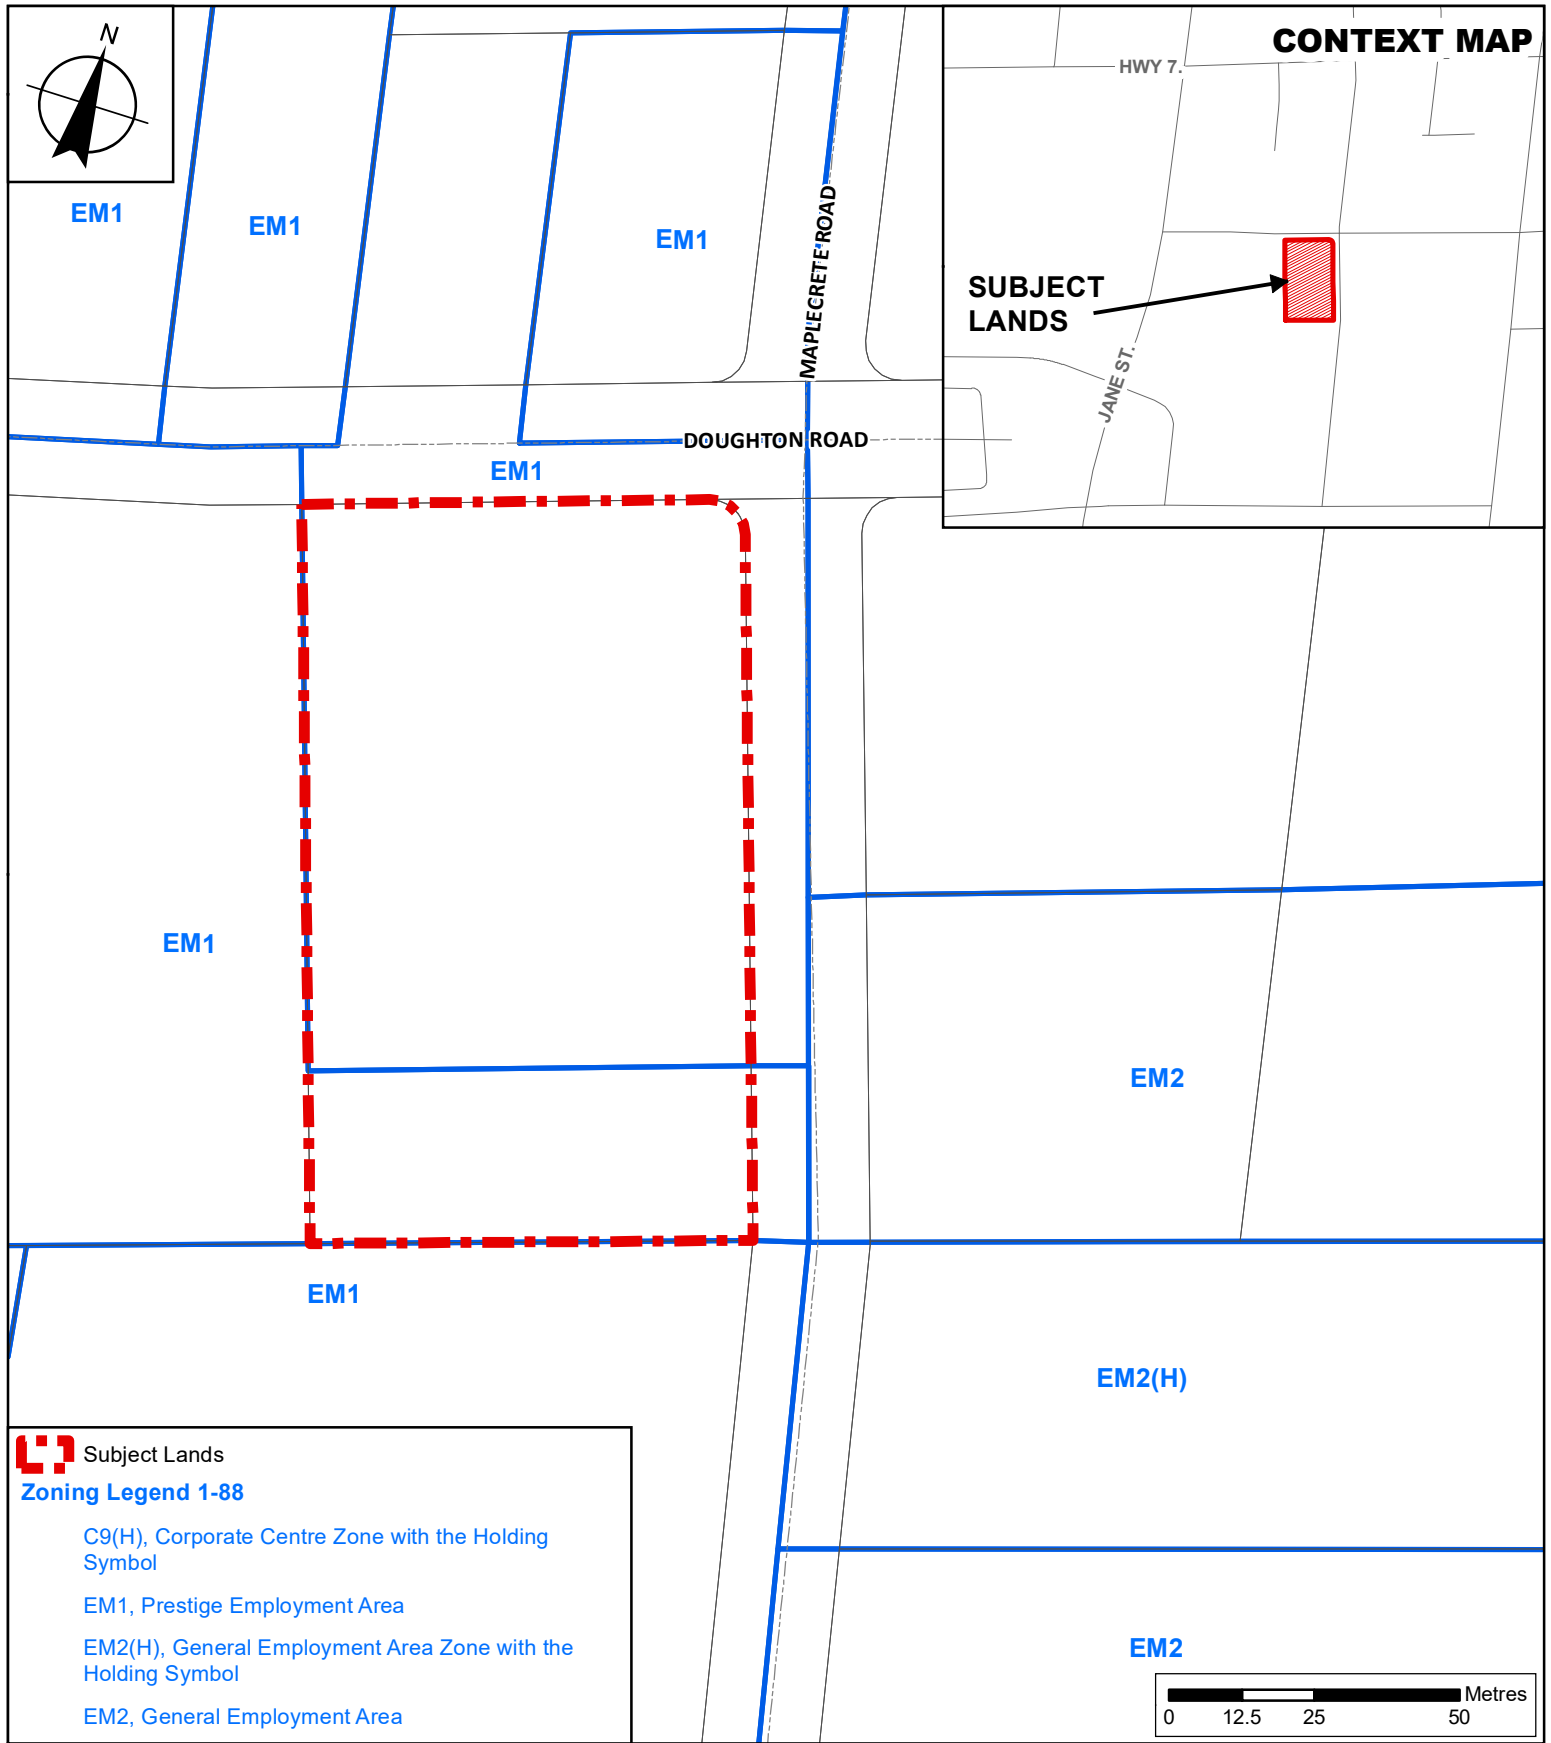 N
CONTEXT MAP
HWY 7.
SUBJECT
LANDS
JANE ST.
EM1
EM1
EM1
MAPLECRETE ROAD
DOUGHTON ROAD
EM1
EM1
EM2
EM1
EM2(H)
EM2
Subject Lands
Zoning Legend 1-88
C9(H), Corporate Centre Zone with the Holding
Symbol
EM1, Prestige Employment Area
EM2(H), General Employment Area Zone with the
Holding Symbol
EM2, General Employment Area
Metres
0 12.5 25 50